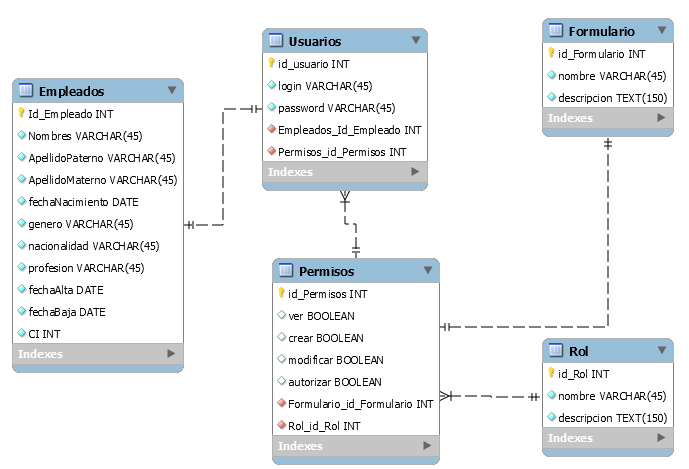 Empleados
Id_Empleado INT
Nombres VARCHAR(45)
ApellidoPaterno VARCHAR(45)
ApellidoMaterno VARCHAR(45)
fechaNacimiento DATE
genero VARCHAR(45)
nacionalidad VARCHAR(45)
profesion VARCHAR(45)
fechaAlta DATE
fechaBaja DATE
CI INT
Indexes
Usuarios
id_usuario INT
login VARCHAR(45)
password VARCHAR(45)
Empleados_Id_Empleado INT
Permisos_id_Permisos INT
Indexes
Permisos
id_Permisos INT
ver BOOLEAN
crear BOOLEAN
modificar BOOLEAN
autorizar BOOLEAN
Formulario_id_Formulario INT
Rol_id_Rol INT
Indexes
Formulario
id_Formulario INT
nombre VARCHAR(45)
descripcion TEXT(150)
Indexes
Rol
id_Rol INT
nombre VARCHAR(45)
descripcion TEXT(150)
Indexes